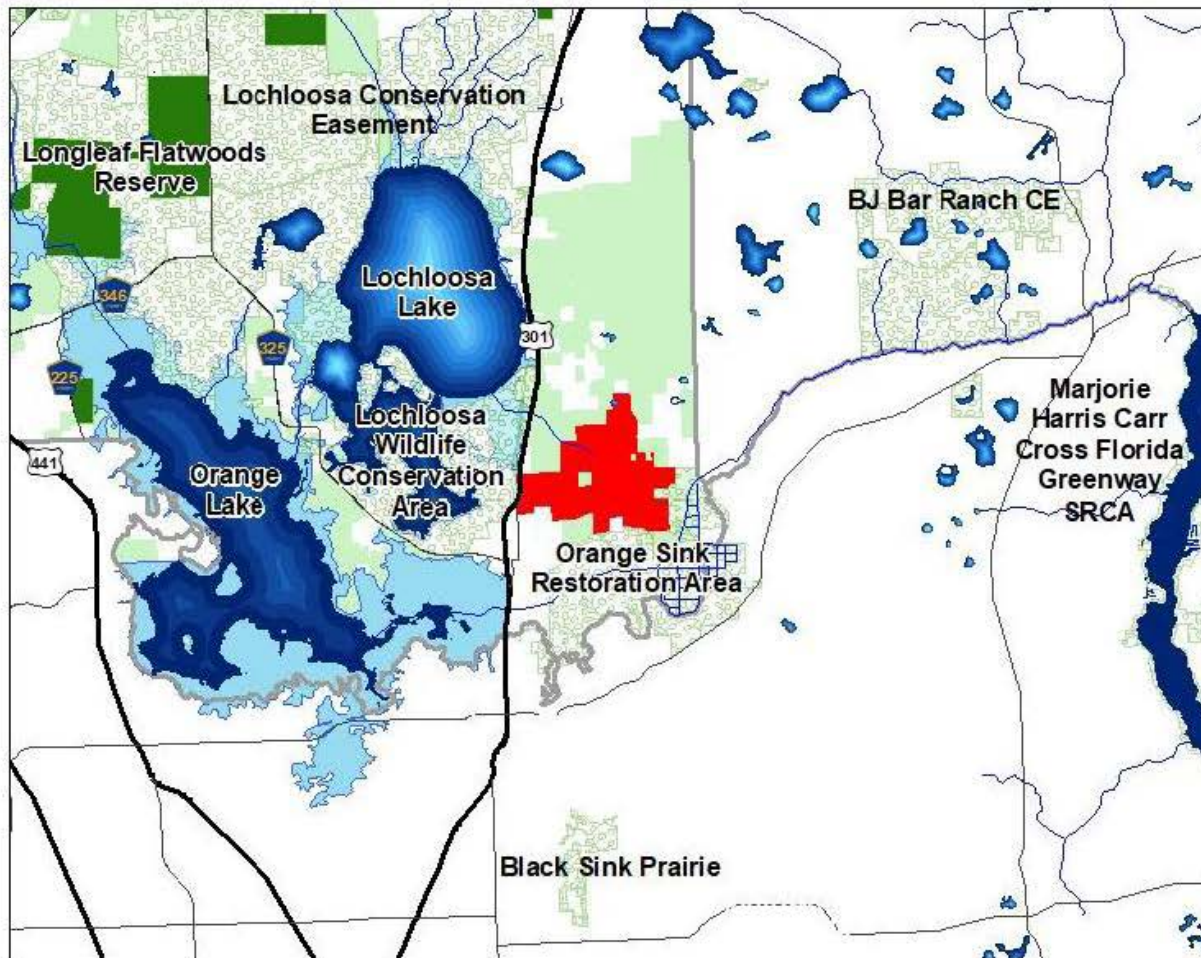 Lochloosa Conservation
Easement
Longleaf Flatwoods
Reserve
BJ Bar Ranch CE
Lochloosa
Lake
346
301
325
225
Marjorie
Harris Carr
Cross Florida
Greenway
SRCA
Lochloosa
Wildlife
Conservation
Area
441
Orange
Lake
Orange Sink
Restoration Area
Black Sink Prairie